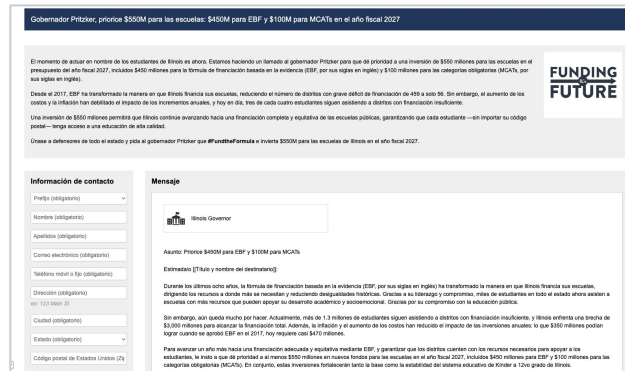 Gobernador Pritzker, priorice $550M para las escuelas: $450M para EBF y $100M para MCATs en el año fiscal 2027
El momento de actuar en nombre de los estudiantes de Illinois es ahora. Estamos haciendo un llamado al gobernador Pritzker para que dé prioridad a una inversión de $550 millones para las escuelas en el
presupuesto del año fiscal 2027, incluidos $450 millones para la fórmula de financiación basada en la evidencia (EBF, por sus siglas en inglés) y $100 millones para las categorías obligatorias (MCATs, por
sus siglas en inglés).
Desde el 2017, EBF ha transformado la manera en que Illinois financia sus escuelas, reduciendo el número de distritos con grave déficit de financiación de 459 a solo 56. Sin embargo, el aumento de los
costos y la inflación han debilitado el impacto de los incrementos anuales, y hoy en día, tres de cada cuatro estudiantes siguen asistiendo a distritos con financiación insuficiente.
Una inversión de $550 millones permitirá que Illinois continúe avanzando hacia una financiación completa y equitativa de las escuelas públicas, garantizando que cada estudiante —sin importar su código
postal— tenga acceso a una educación de alta calidad.
Únase a defensores de todo el estado y pida al gobernador Pritzker que #FundtheFormula e invierta $550M para las escuelas de Illinois en el año fiscal 2027.
FUNDING
FUTURE
Información de contacto
Prefijo (obligatorio)
Nombre (obligatorio)
Apellidos (obligatorio)
Correo electrónico (obligatorio)
Teléfono móvil o fijo (obligatorio)
Dirección (obligatorio)
ex: 123 Main St
Ciudad (obligatorio)
Estado (obligatorio)
Código postal de Estados Unidos (Zip
Mensaje
Illinois Governor
Asunto: Priorice $450M para EBF y $100M para MCATs
Estimada/o [[Título y nombre del destinatario]]:
Durante los últimos ocho años, la fórmula de financiación basada en la evidencia (EBF, por sus siglas en inglés) ha transformado la manera en que Illinois financia sus escuelas,
dirigiendo los recursos a donde más se necesitan y reduciendo desigualdades históricas. Gracias a su liderazgo y compromiso, miles de estudiantes en todo el estado ahora asisten a
escuelas con más recursos que pueden apoyar su desarrollo académico y socioemocional. Gracias por su compromiso con la educación pública.
Sin embargo, aún queda mucho por hacer. Actualmente, más de 1.3 millones de estudiantes siguen asistiendo a distritos con financiación insuficiente, y Illinois enfrenta una brecha de
$3,000 millones para alcanzar la financiación total. Además, la inflación y el aumento de los costos han reducido el impacto de las inversiones anuales: lo que $350 millones podían
lograr cuando se aprobó EBF en el 2017, hoy requiere casi $470 millones.
Para avanzar un año más hacia una financiación adecuada y equitativa mediante EBF, y garantizar que los distritos cuenten con los recursos necesarios para apoyar a los
estudiantes, le insto a que dé prioridad a al menos $550 millones en nuevos fondos para las escuelas en el año fiscal 2027, incluidos $450 millones para EBF y $100 millones para las
categorías obligatorias (MCATs). En conjunto, estas inversiones fortalecerán tanto la base como la estabilidad del sistema educativo de Kínder a 12vo grado de Illinois.